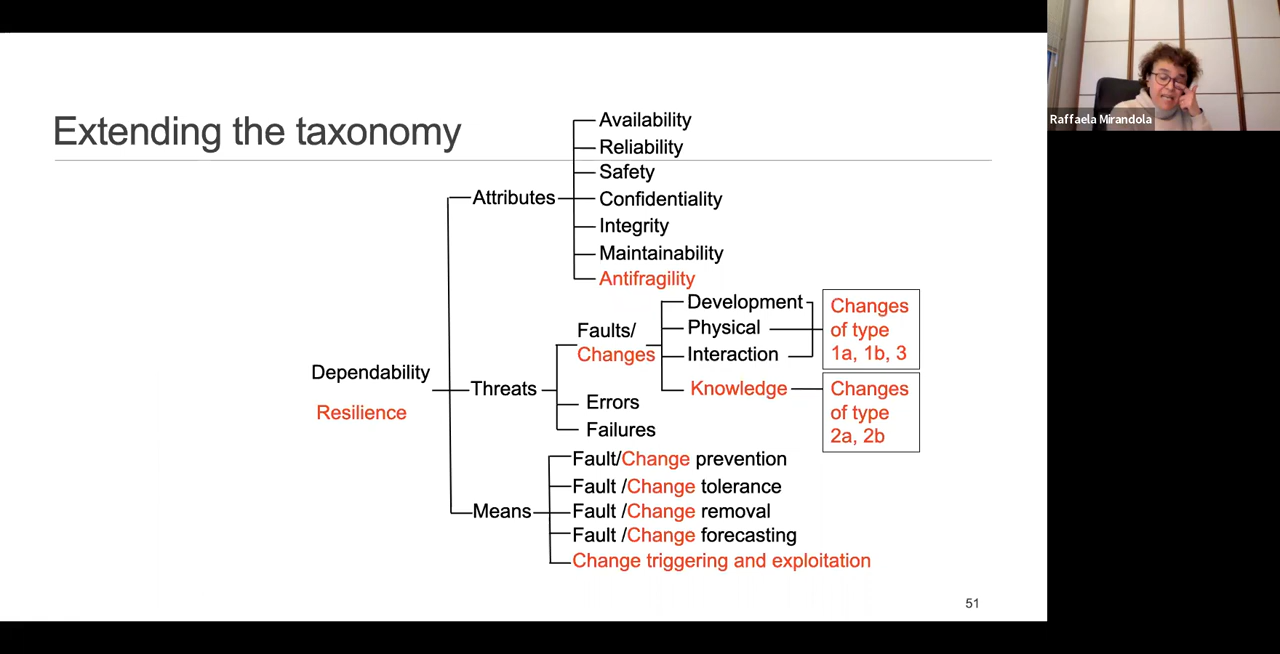 Extending the taxonomy
Raffaela Mirandola
Dependability
Resilience
Attributes
Availability
Reliability
Safety
Confidentiality
Integrity
Maintainability
Antifragility
Threats
Faults/
Changes
Development
Physical
Interaction
Changes
of type
1a, 1b, 3
Knowledge
Changes
of type
2a, 2b
Errors
Failures
Means
Fault/Change prevention
Fault /Change tolerance
Fault /Change removal
Fault /Change forecasting
Change triggering and exploitation
51